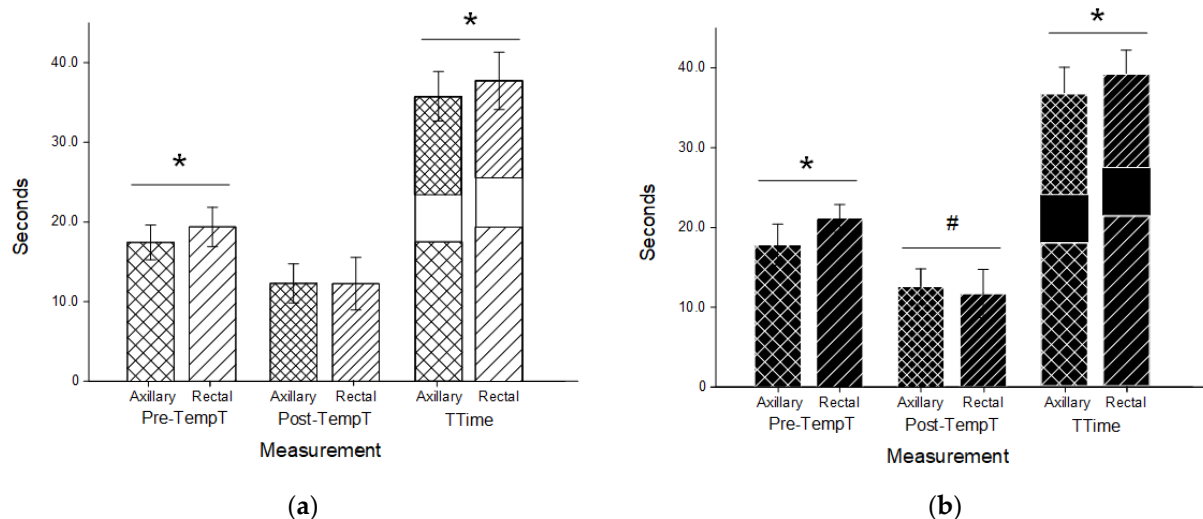 *
40.0
*
30.0
Seconds
20.0
10.0
0
Axillary Rectal Axillary Rectal Axillary Rectal
Pre-TempT Post-TempT TTime
Measurement
(a)
*
40.0
*
30.0
Seconds
#
20.0
10.0
0
Axillary Rectal Axillary Rectal Axillary Rectal
Pre-TempT Post-TempT TTime
Measurement
(b)